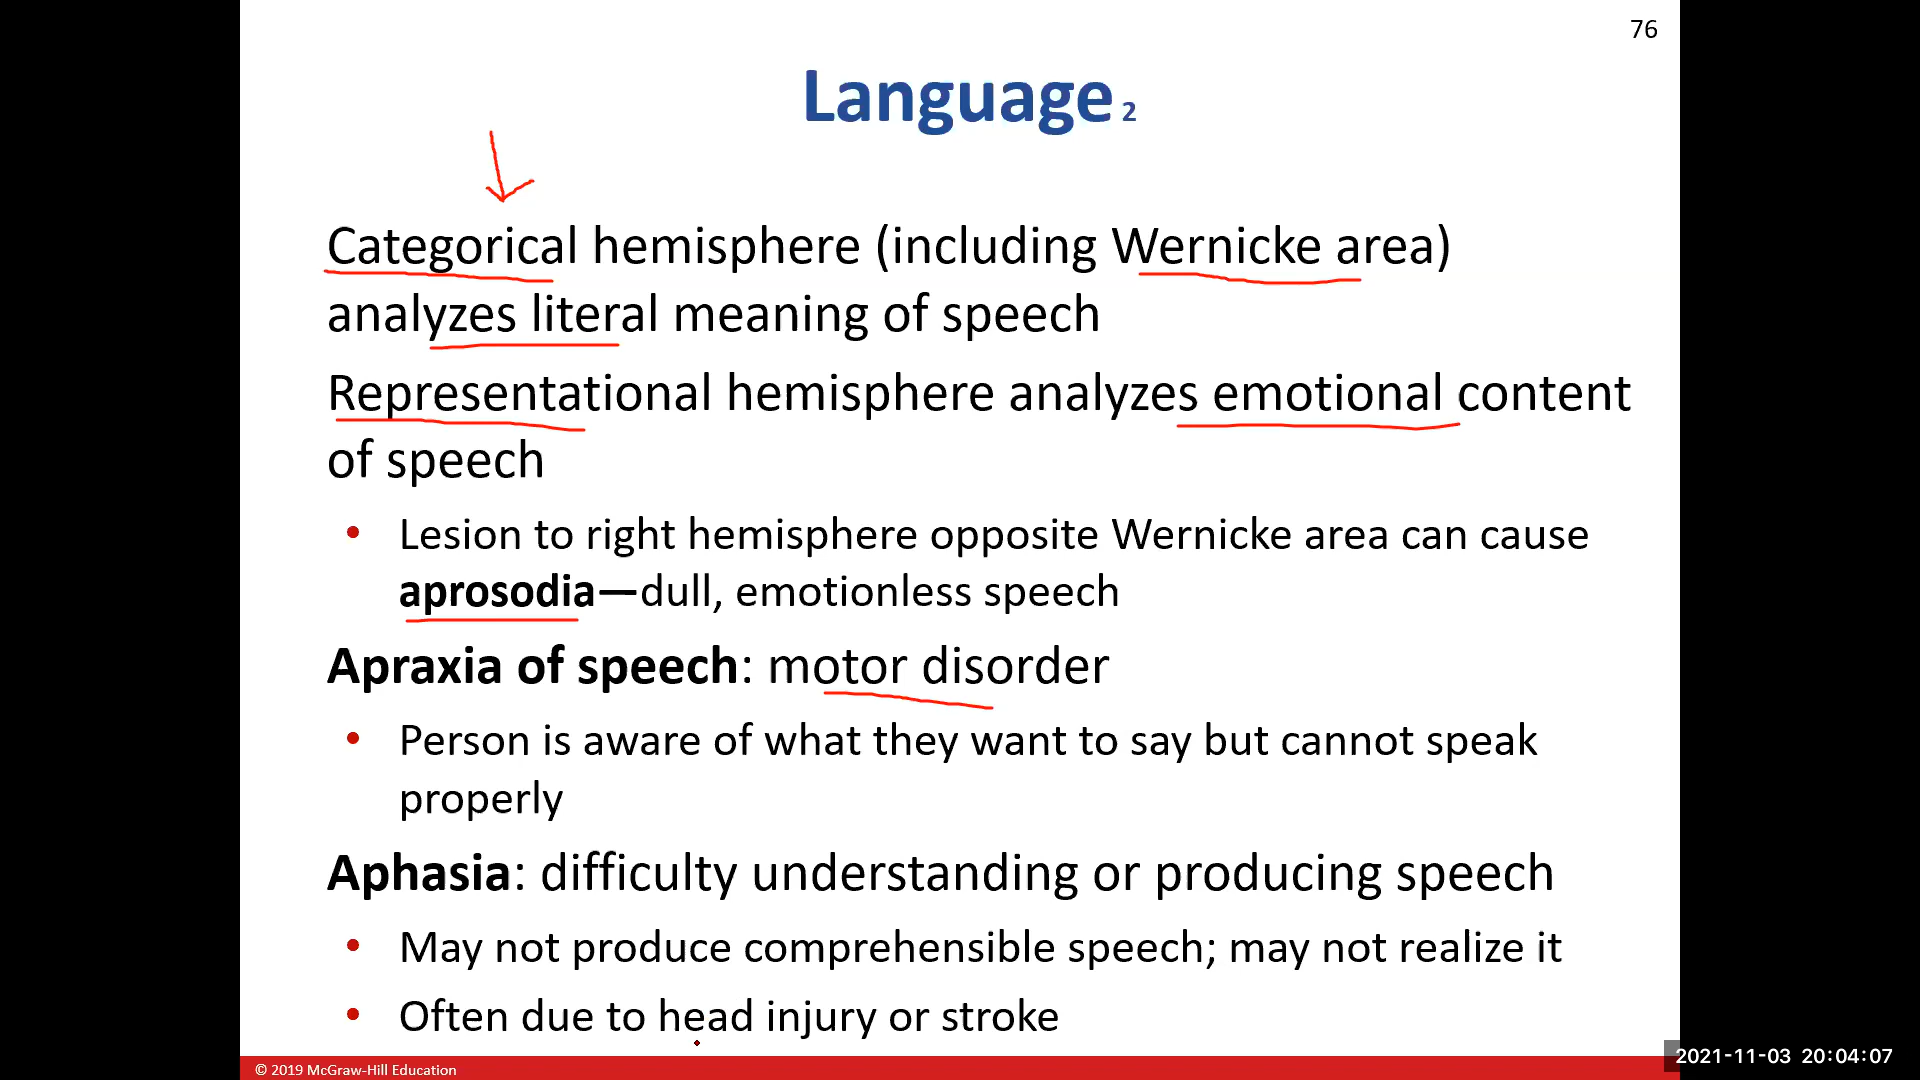 76
Language 2
Categorical hemisphere (including Wernicke area)
analyzes literal meaning of speech
Representational hemisphere analyzes emotional content
of speech
• Lesion to right hemisphere opposite Wernicke area can cause
aprosodia—dull, emotionless speech
Apraxia of speech: motor disorder
• Person is aware of what they want to say but cannot speak
properly
Aphasia: difficulty understanding or producing speech
• May not produce comprehensible speech; may not realize it
• Often due to head injury or stroke
© 2019 McGraw-Hill Education
2021-11-03 20:04:07